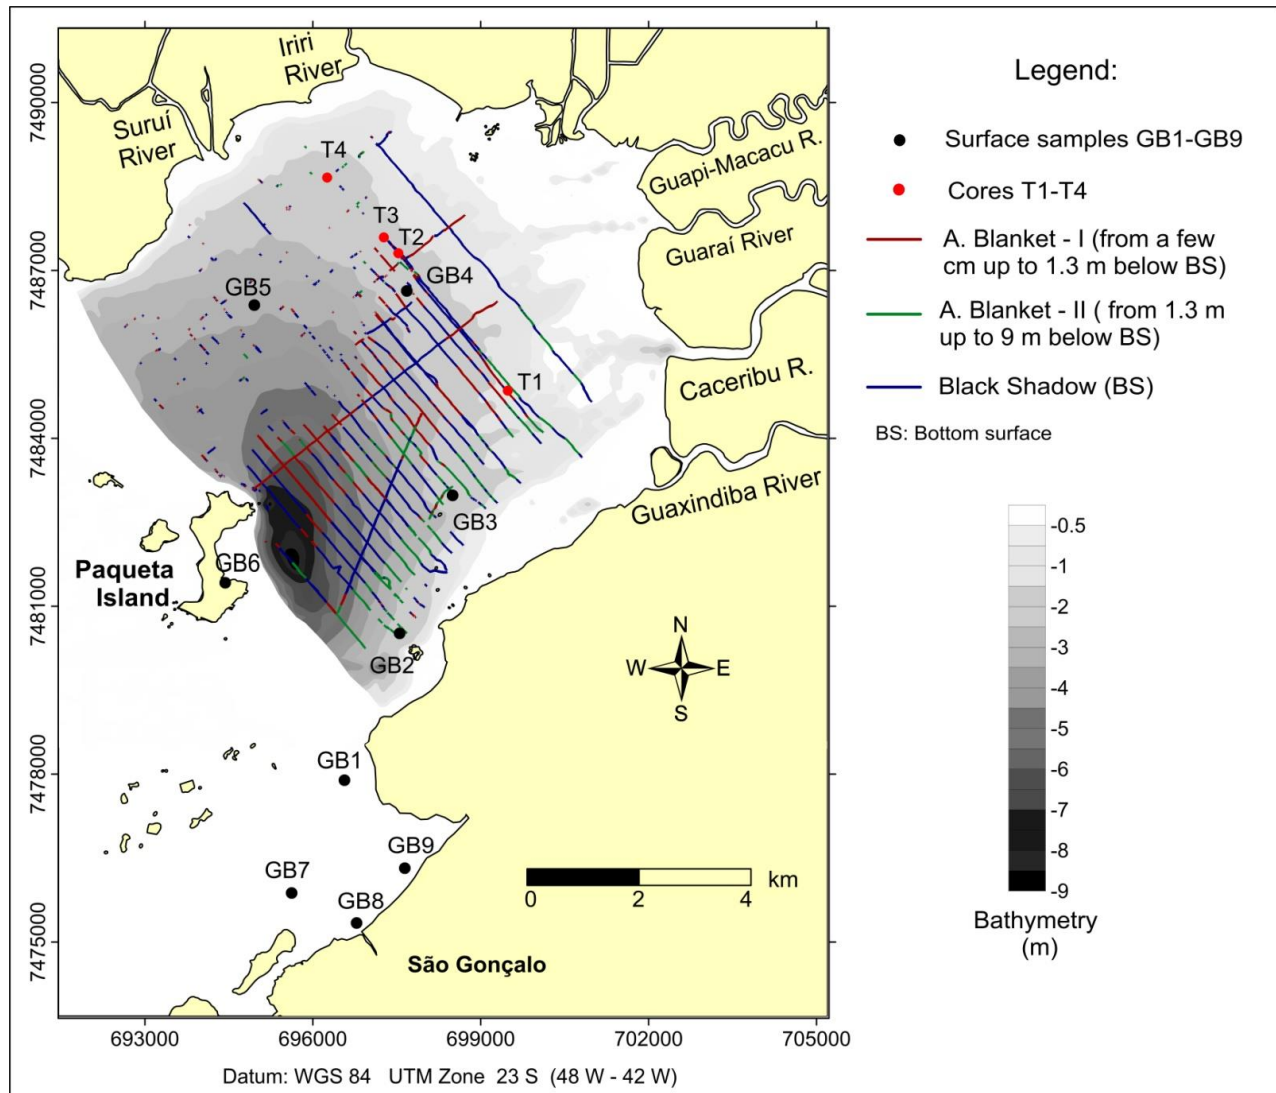 Iriri
River
Suruí
River
T4
T3
T2
GB4
GB5
T1
GB3
GB6
Paqueta
Island
GB2
GB1
GB9
GB7
GB8
São Gonçalo
Guapi-Macacu R.
Guaraí River
Caceribu R.
Guaxindiba River
N
W E
S
0 2 4 km
7490000
7487000
7484000
7481000
7478000
7475000
693000 696000 699000 702000 705000
Datum: WGS 84 UTM Zone 23 S (48 W - 42 W)
Legend:
Surface samples GB1-GB9
Cores T1-T4
A. Blanket - I (from a few
cm up to 1.3 m below BS)
A. Blanket - II ( from 1.3 m
up to 9 m below BS)
Black Shadow (BS)
BS: Bottom surface
-0.5
-1
-2
-3
-4
-5
-6
-7
-8
-9
Bathymetry
(m)